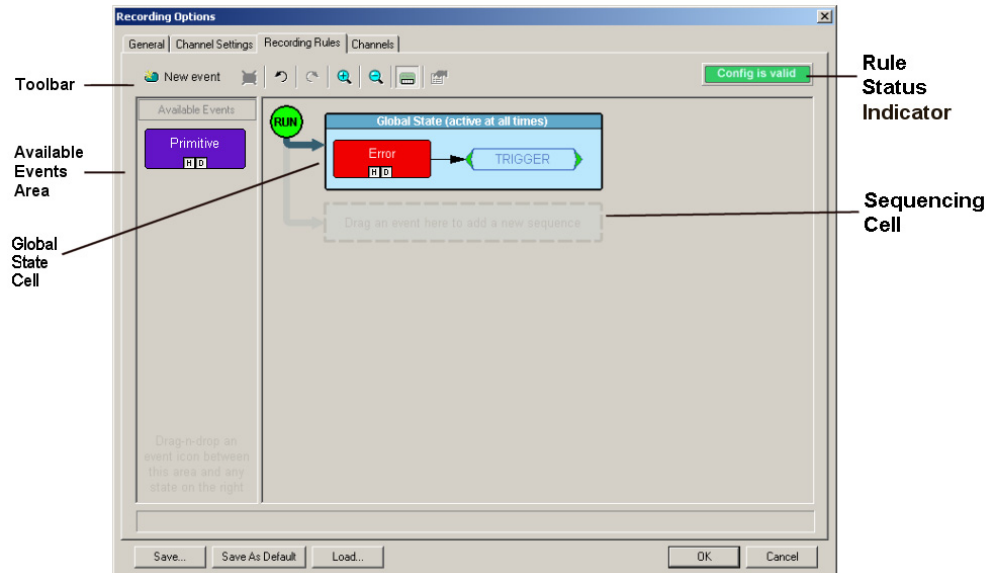 Recording Options
General
Channel Settings
Recording Rules
Channels
Toolbar
New event
Config is valid
Rule
Status
Indicator
Available Events
RUN
Global State (active at all times)
Primitive
H D
Error
H D
TRIGGER
Available
Events
Area
Drag an event here to add a new sequence
Sequencing
Cell
Global
State
Cell
Drag-n-drop an
event icon between
this area and any
state on the right
Save...
Save As Default
Load...
OK
Cancel